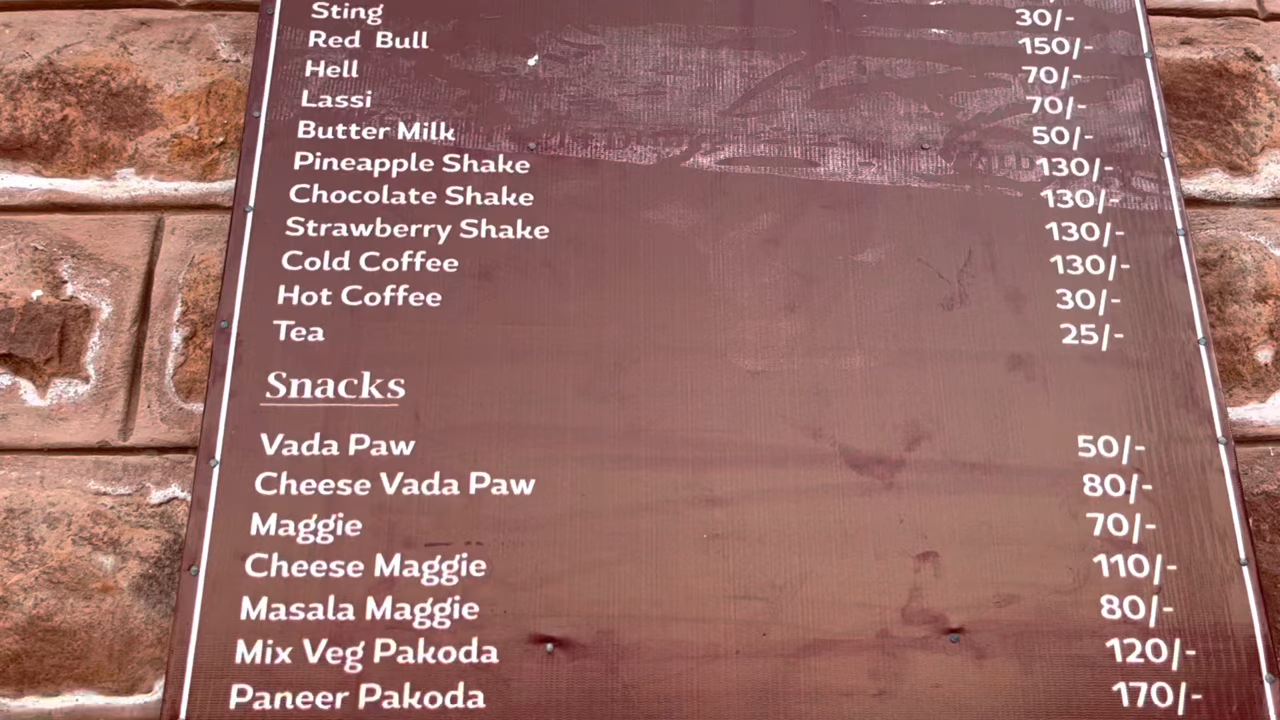 Sting 30/-
Red Bull 150/-
Hell 70/-
Lassi 70/-
Butter Milk 50/-
Pineapple Shake 130/-
Chocolate Shake 130/-
Strawberry Shake 130/-
Cold Coffee 130/-
Hot Coffee 30/-
Tea 25/-
Snacks
Vada Paw 50/-
Cheese Vada Paw 80/-
Maggie 70/-
Cheese Maggie 110/-
Masala Maggie 80/-
Mix Veg Pakoda 120/-
Paneer Pakoda 170/-